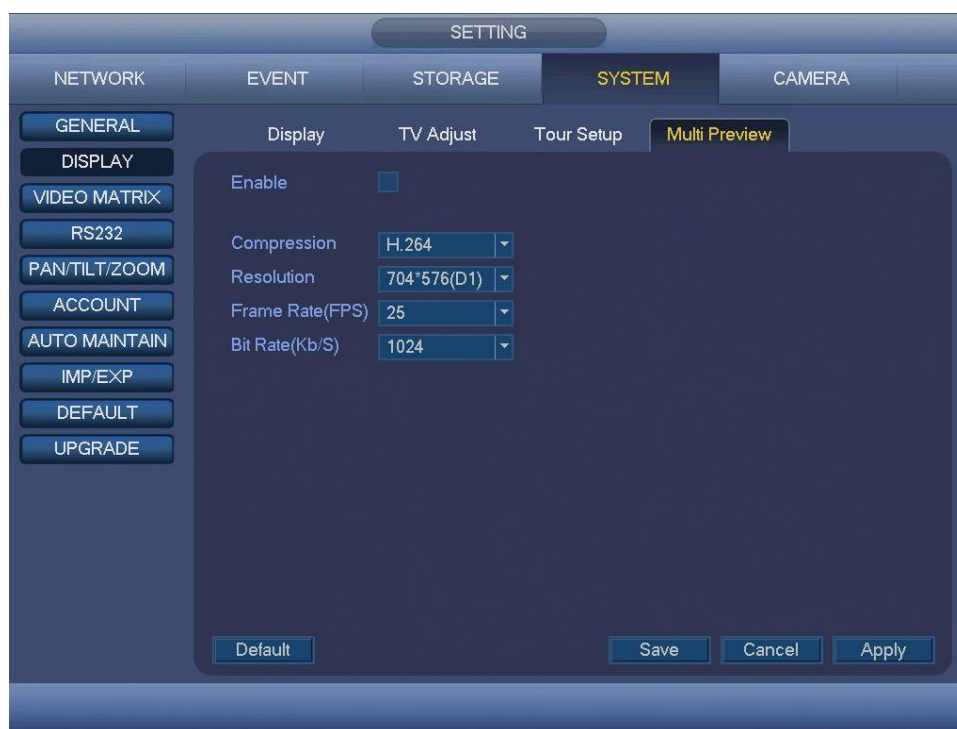 SETTING
NETWORK EVENT STORAGE SYSTEM CAMERA
GENERAL
DISPLAY
VIDEO MATRIX
RS232
PAN/TILT/ZOOM
ACCOUNT
AUTO MAINTAIN
IMP/EXP
DEFAULT
UPGRADE
Display TV Adjust Tour Setup Multi Preview
Enable
Compression H.264
Resolution 704*576(D1)
Frame Rate(FPS) 25
Bit Rate(Kb/S) 1024
Default Save Cancel Apply